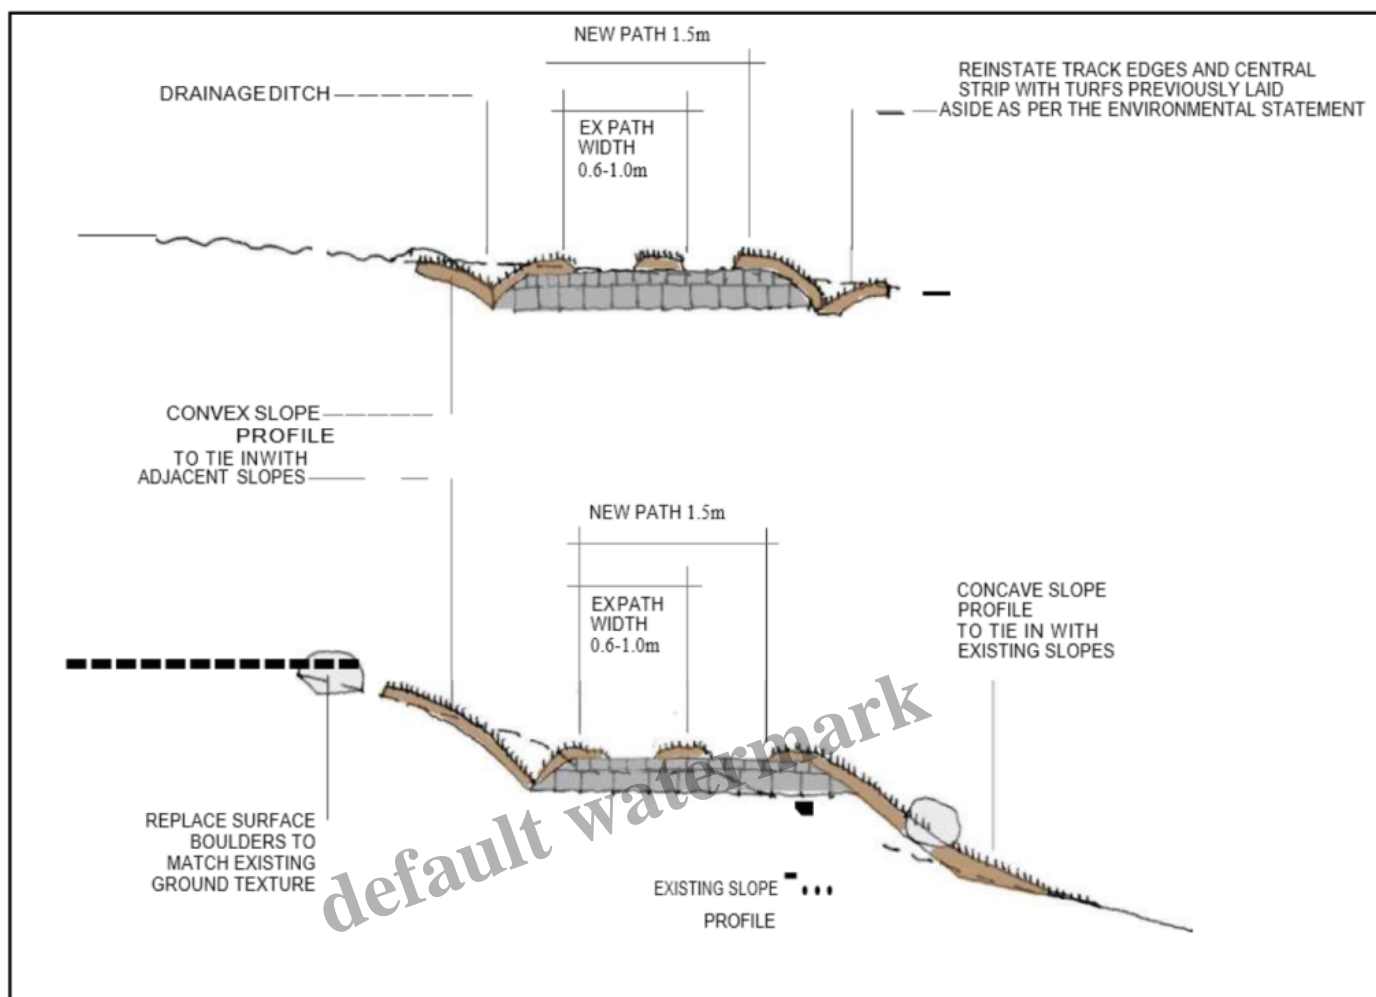 NEW PATH 1.5m
DRAINAGE DITCH
REINSTATE TRACK EDGES AND CENTRAL
STRIP WITH TURFS PREVIOUSLY LAID
ASIDE AS PER THE ENVIRONMENTAL STATEMENT
EX PATH
WIDTH
0.6-1.0m
CONVEX SLOPE
PROFILE
TO TIE INWITH
ADJACENT SLOPES
NEW PATH 1.5m
EXPATH
WIDTH
0.6-1.0m
CONCAVE SLOPE
PROFILE
TO TIE IN WITH
EXISTING SLOPES
REPLACE SURFACE
BOULDERS TO
MATCH EXISTING
GROUND TEXTURE
EXISTING SLOPE
PROFILE
default watermark